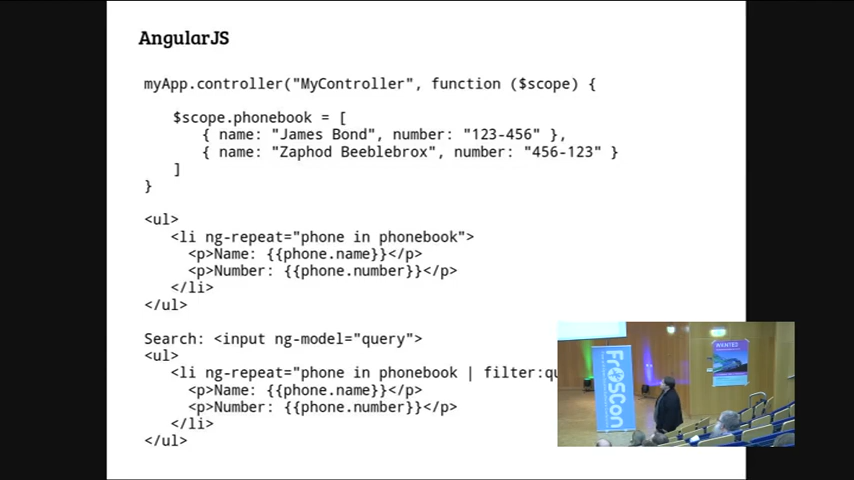 AngularJS
myApp.controller("MyController", function ($scope) {
$scope.phonebook = [
{ name: "James Bond", number: "123-456" },
{ name: "Zaphod Beeblebrox", number: "456-123" }
]
}
<ul>
<li ng-repeat="phone in phonebook">
<p>Name: {{phone.name}}</p>
<p>Number: {{phone.number}}</p>
</li>
</ul>
Search: <input ng-model="query">
<ul>
<li ng-repeat="phone in phonebook | filter:qu
<p>Name: {{phone.name}}</p>
<p>Number: {{phone.number}}</p>
</li>
</ul>
FrOSCon
WANTED